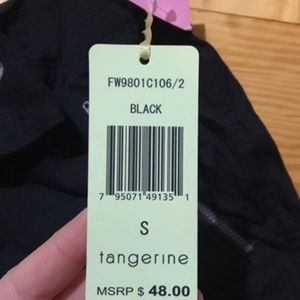 FW9801C106/2
BLACK
7 95071 49135 1
S
tangerine
MSRP $ 48.00